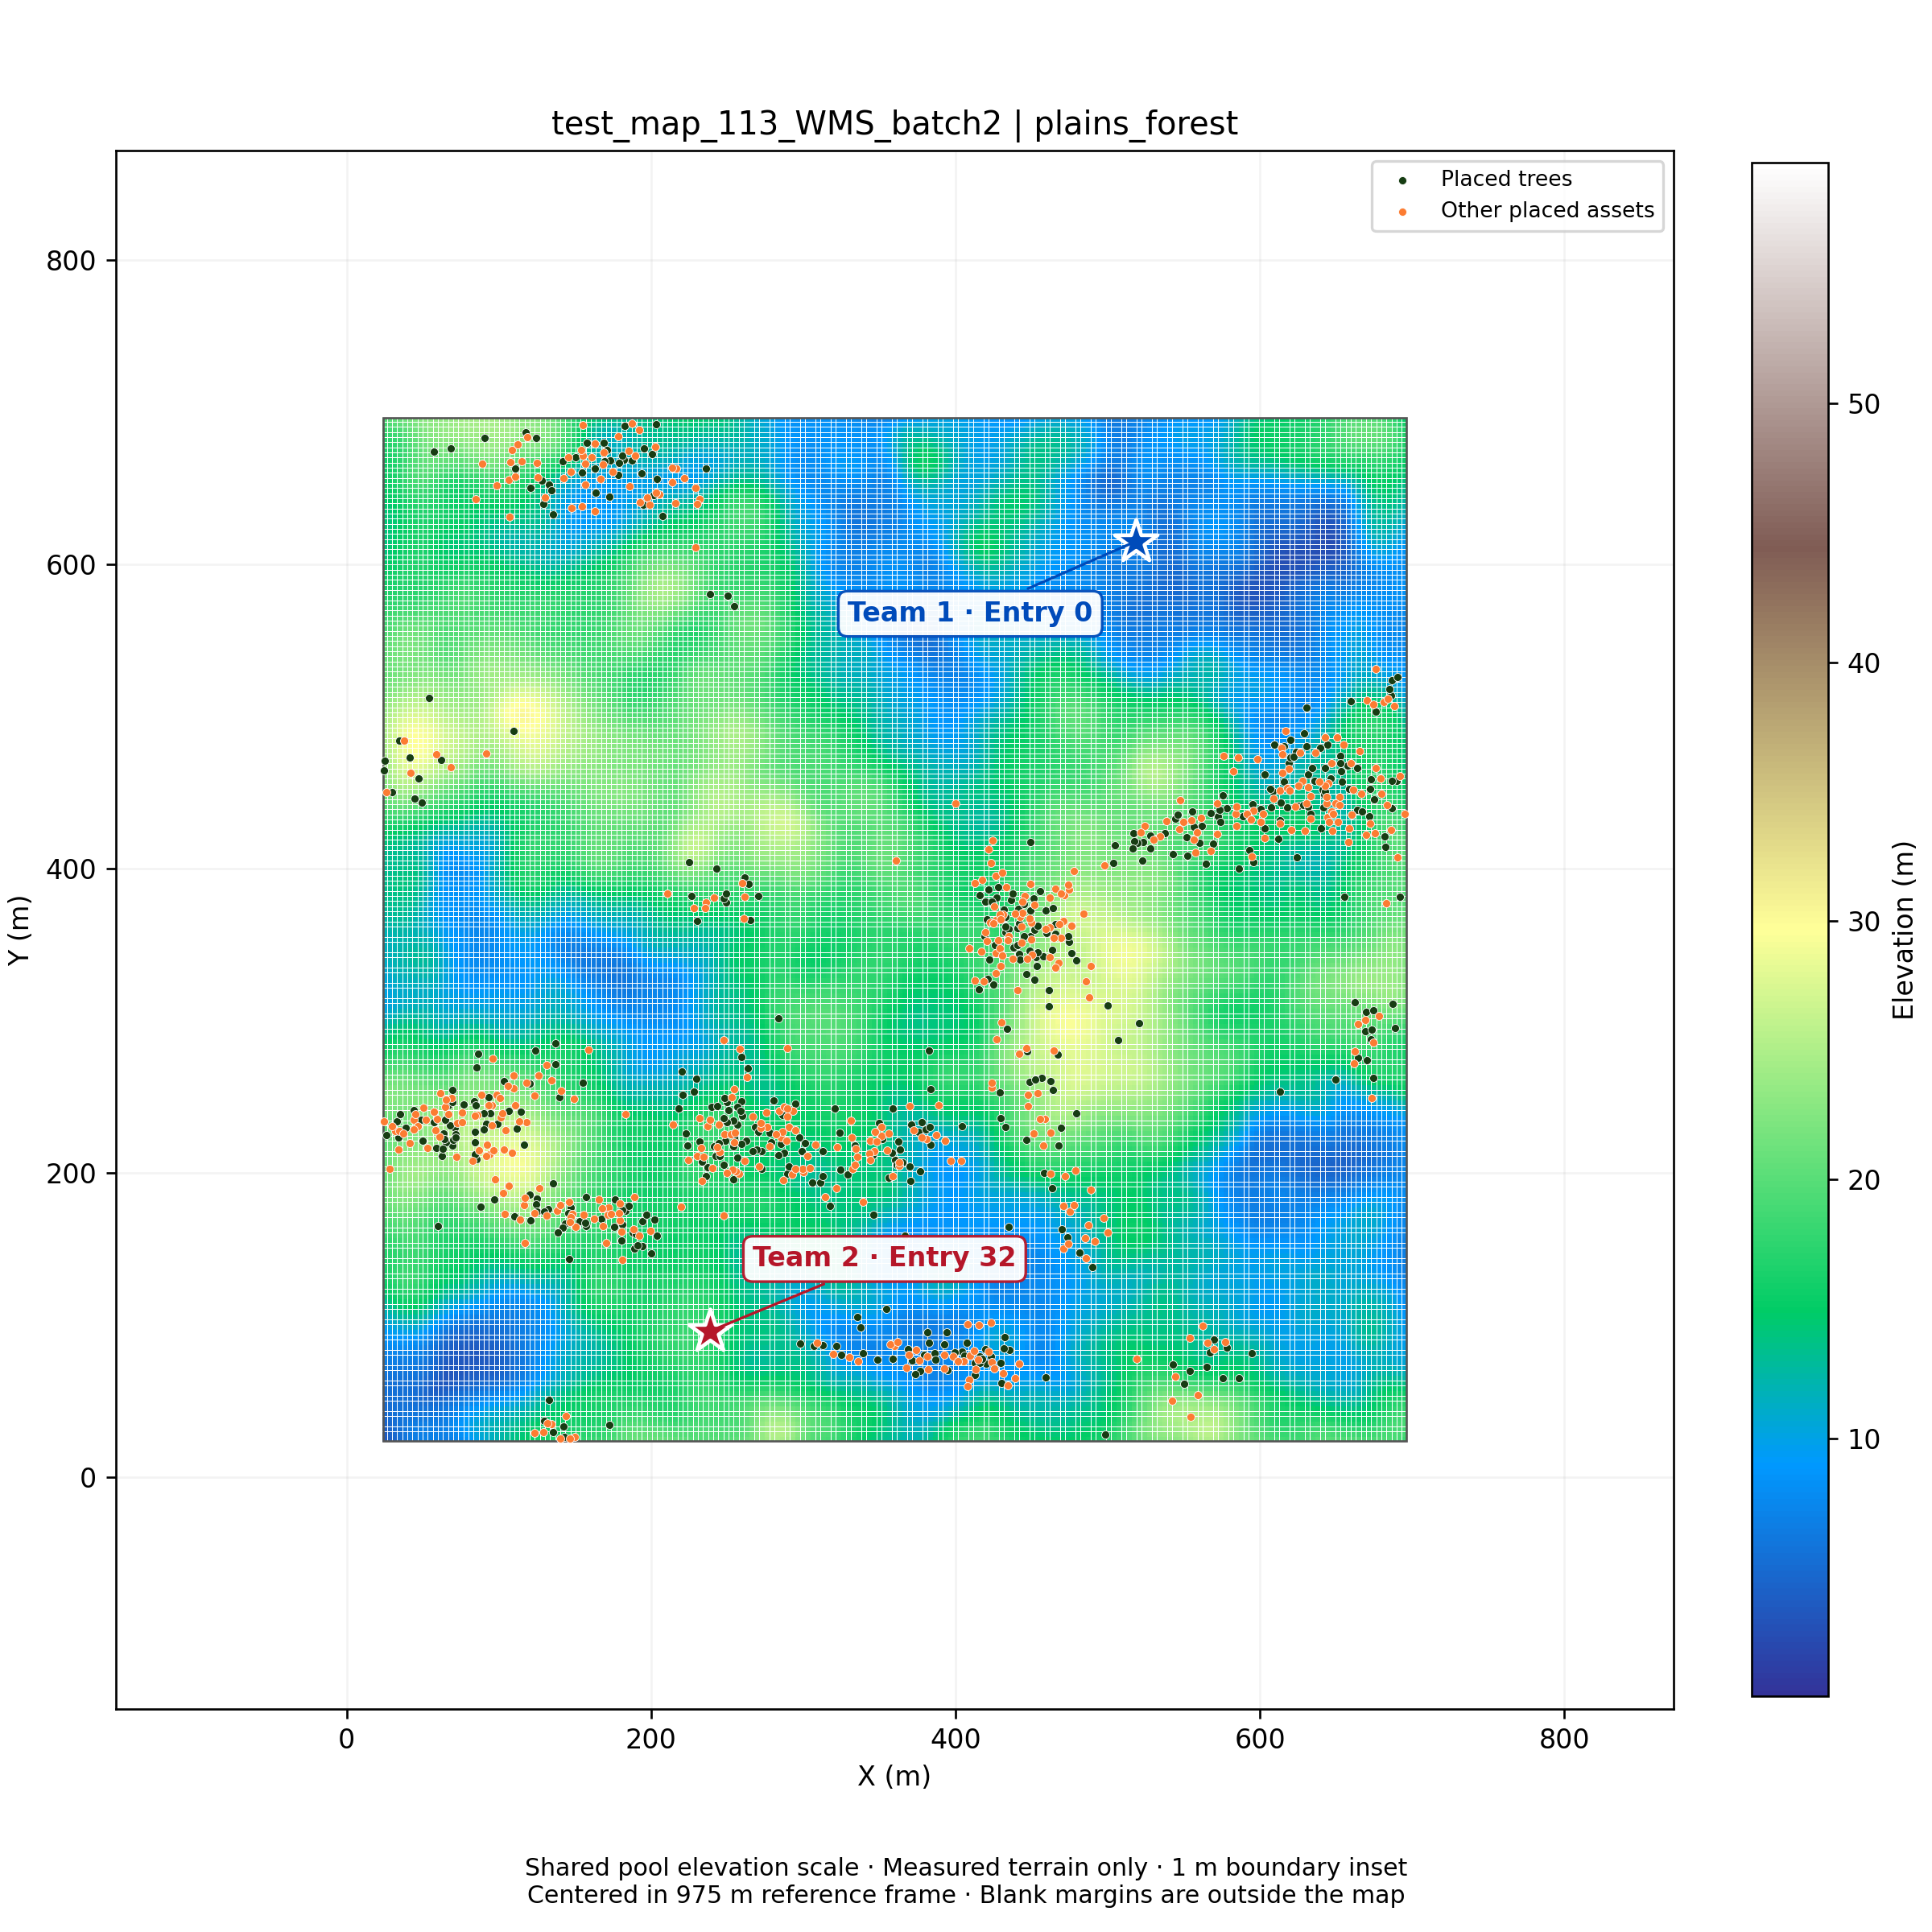 test_map_113_WMS_batch2 | plains_forest
Placed trees
Other placed assets
800
600
400
200
0
Y (m)
Team 1 · Entry 0
Team 2 · Entry 32
0
200
400
600
800
X (m)
50
40
30
20
10
Elevation (m)
Shared pool elevation scale · Measured terrain only · 1 m boundary inset
Centered in 975 m reference frame · Blank margins are outside the map